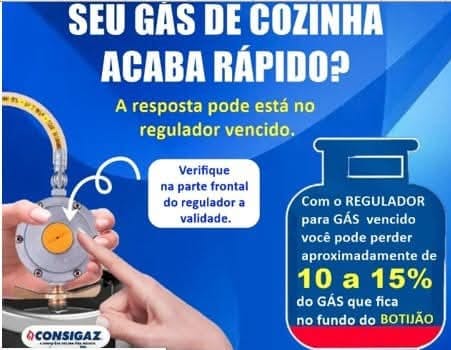 SEU GÁS DE COZINHA
ACABA RÁPIDO?
A resposta pode está no
regulador vencido.
Verifique
na parte frontal
do regulador a
validade.
Com o REGULADOR
para GÁS vencido
você pode perder
aproximadamente de
10 a 15%
do GÁS que fica
no fundo do BOTIJÃO
CONSIGAZ